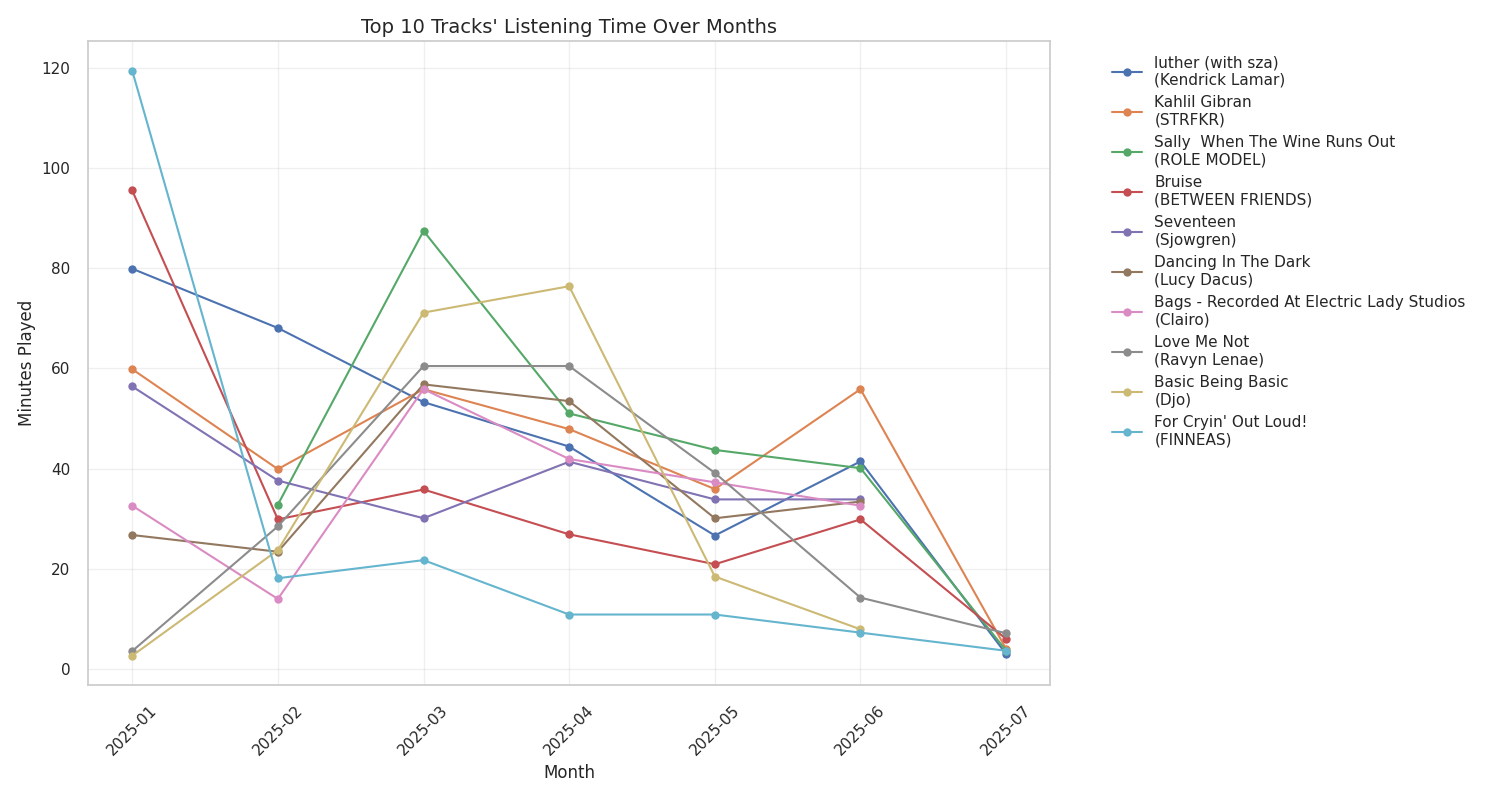 Top 10 Tracks' Listening Time Over Months
120
100
80
60
40
20
0
Minutes Played
2025-01
2025-02
2025-03
2025-04
2025-05
2025-06
2025-07
Month
luther (with sza)
(Kendrick Lamar)
Kahlil Gibran
(STRFKR)
Sally  When The Wine Runs Out
(ROLE MODEL)
Bruise
(BETWEEN FRIENDS)
Seventeen
(Sjowgren)
Dancing In The Dark
(Lucy Dacus)
Bags - Recorded At Electric Lady Studios
(Clairo)
Love Me Not
(Ravyn Lenae)
Basic Being Basic
(Djo)
For Cryin' Out Loud!
(FINNEAS)